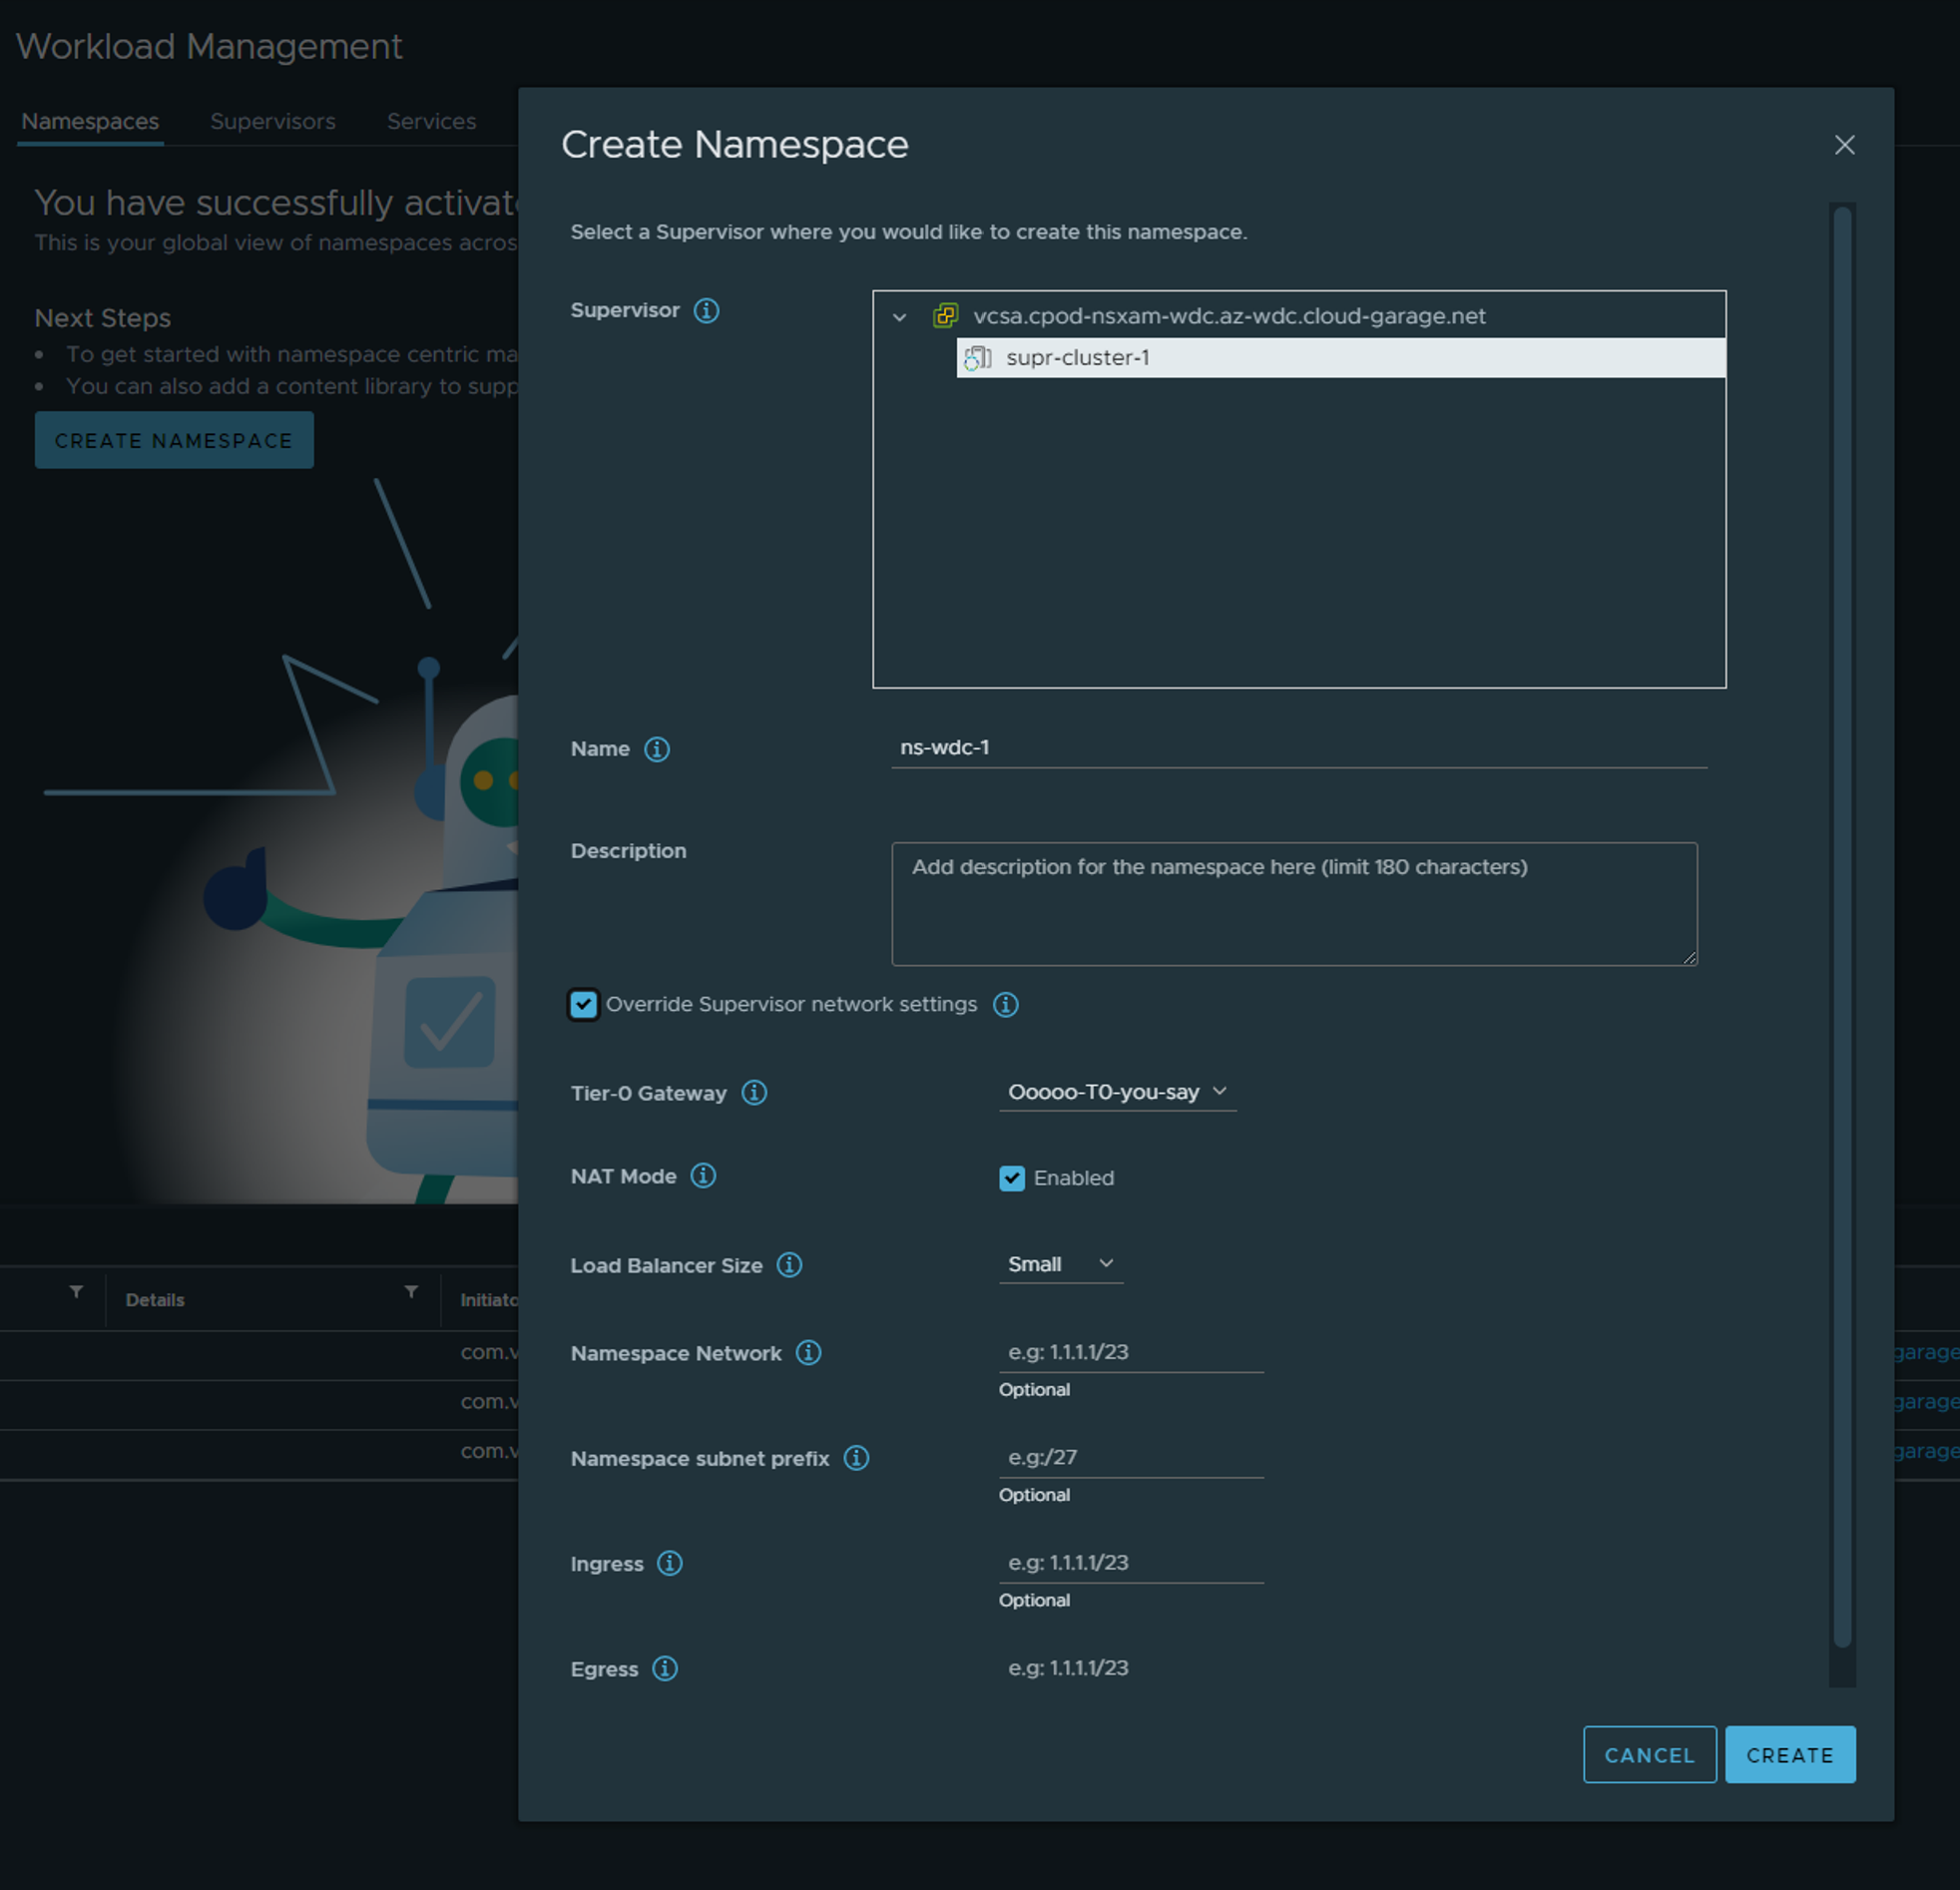 Workload Management
Namespaces Supervisors Services
You have successfully activat
This is your global view of namespaces acros
Next Steps
To get started with namespace centric ma
You can also add a content library to supp
CREATE NAMESPACE
Create Namespace
Select a Supervisor where you would like to create this namespace.
Supervisor
vcsa.cpod-nsxam-wdc.az-wdc.cloud-garage.net
supr-cluster-1
Name ns-wdc-1
Description Add description for the namespace here (limit 180 characters)
Override Supervisor network settings
Tier-0 Gateway Ooooo-T0-you-say
NAT Mode Enabled
Load Balancer Size Small
Namespace Network e.g: 1.1.1.1/23
Optional
Namespace subnet prefix e.g:/27
Optional
Ingress e.g: 1.1.1.1/23
Optional
Egress e.g: 1.1.1.1/23
CANCEL CREATE
Details Initiato
com.v garage
com.v garage
com.v garage